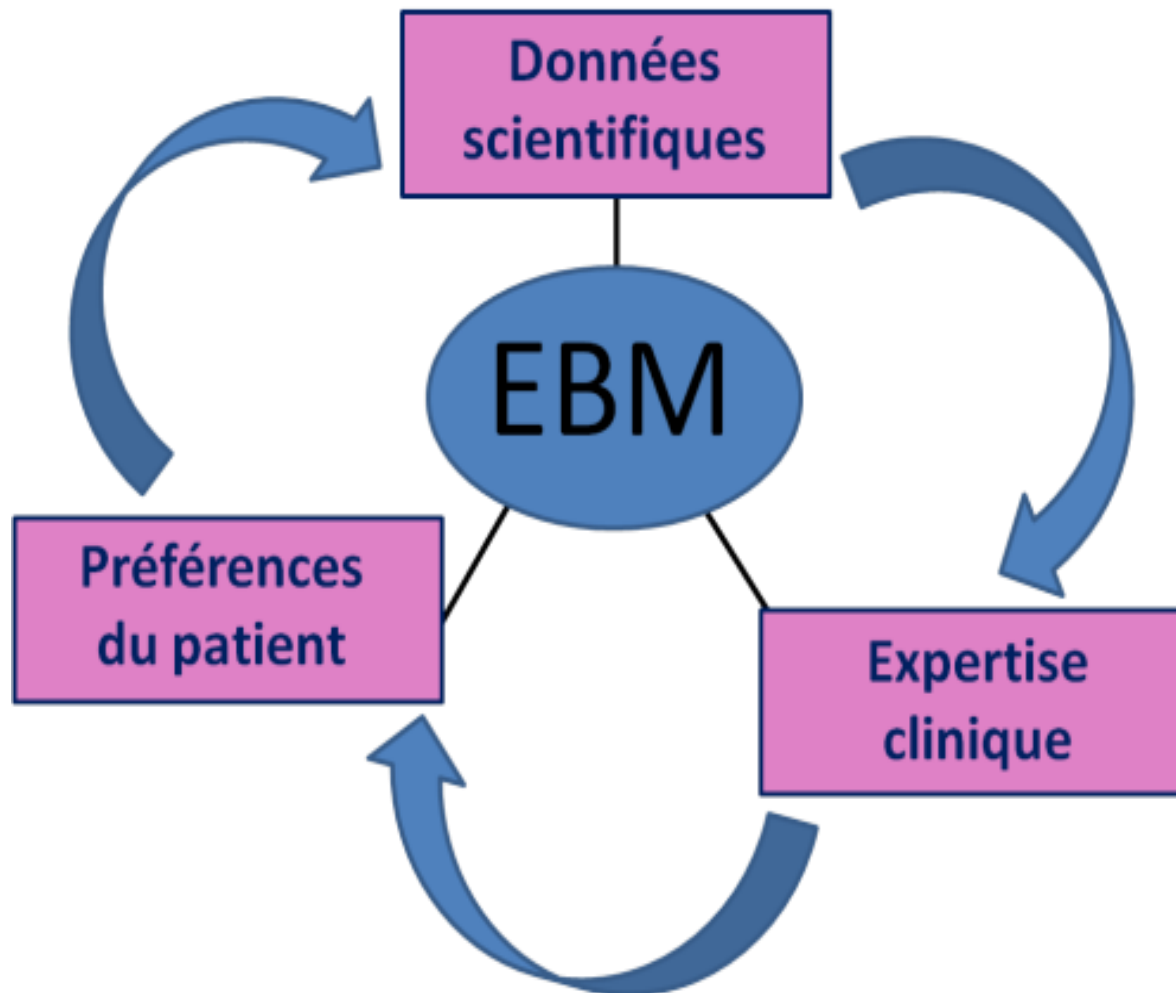 Données
scientifiques
EBM
Préférences
du patient
Expertise
clinique